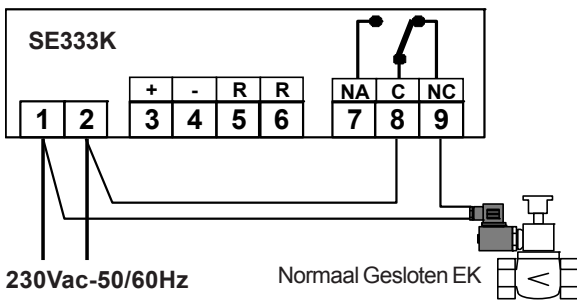 SE333K
+ - R R NA C NC
1 2 3 4 5 6 7 8 9
230Vac-50/60Hz Normaal Gesloten EK